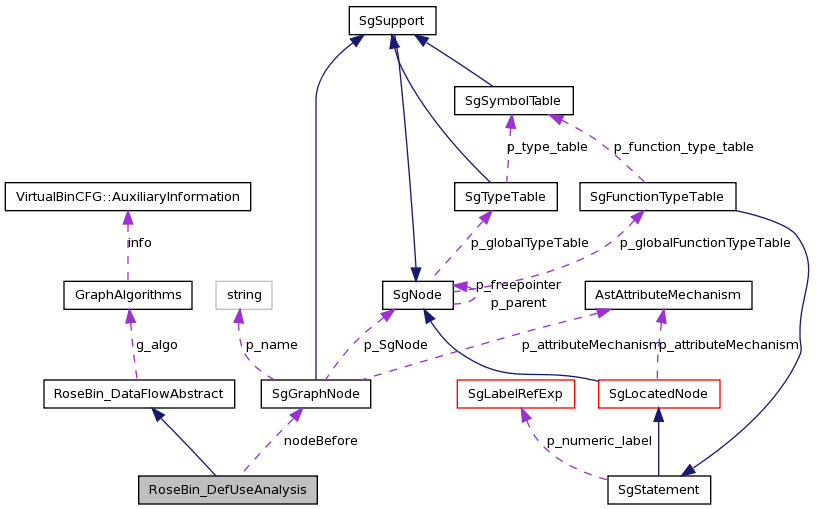 SgSupport
SgSymbolTable
p_type_table
p_function_type_table
VirtualBinCFG::AuxiliaryInformation
SgTypeTable
SgFunctionTypeTable
info
p_globalTypeTable
p_globalFunctionTypeTable
GraphAlgorithms
string
SgNode
p_freepointer
p_parent
AstAttributeMechanism
g_algo
p_name
p_SgNode
p_attributeMechanism
p_attributeMechanism
RoseBin_DataFlowAbstract
SgGraphNode
SgLabelRefExp
SgLocatedNode
nodeBefore
p_numeric_label
RoseBin_DefUseAnalysis
SgStatement